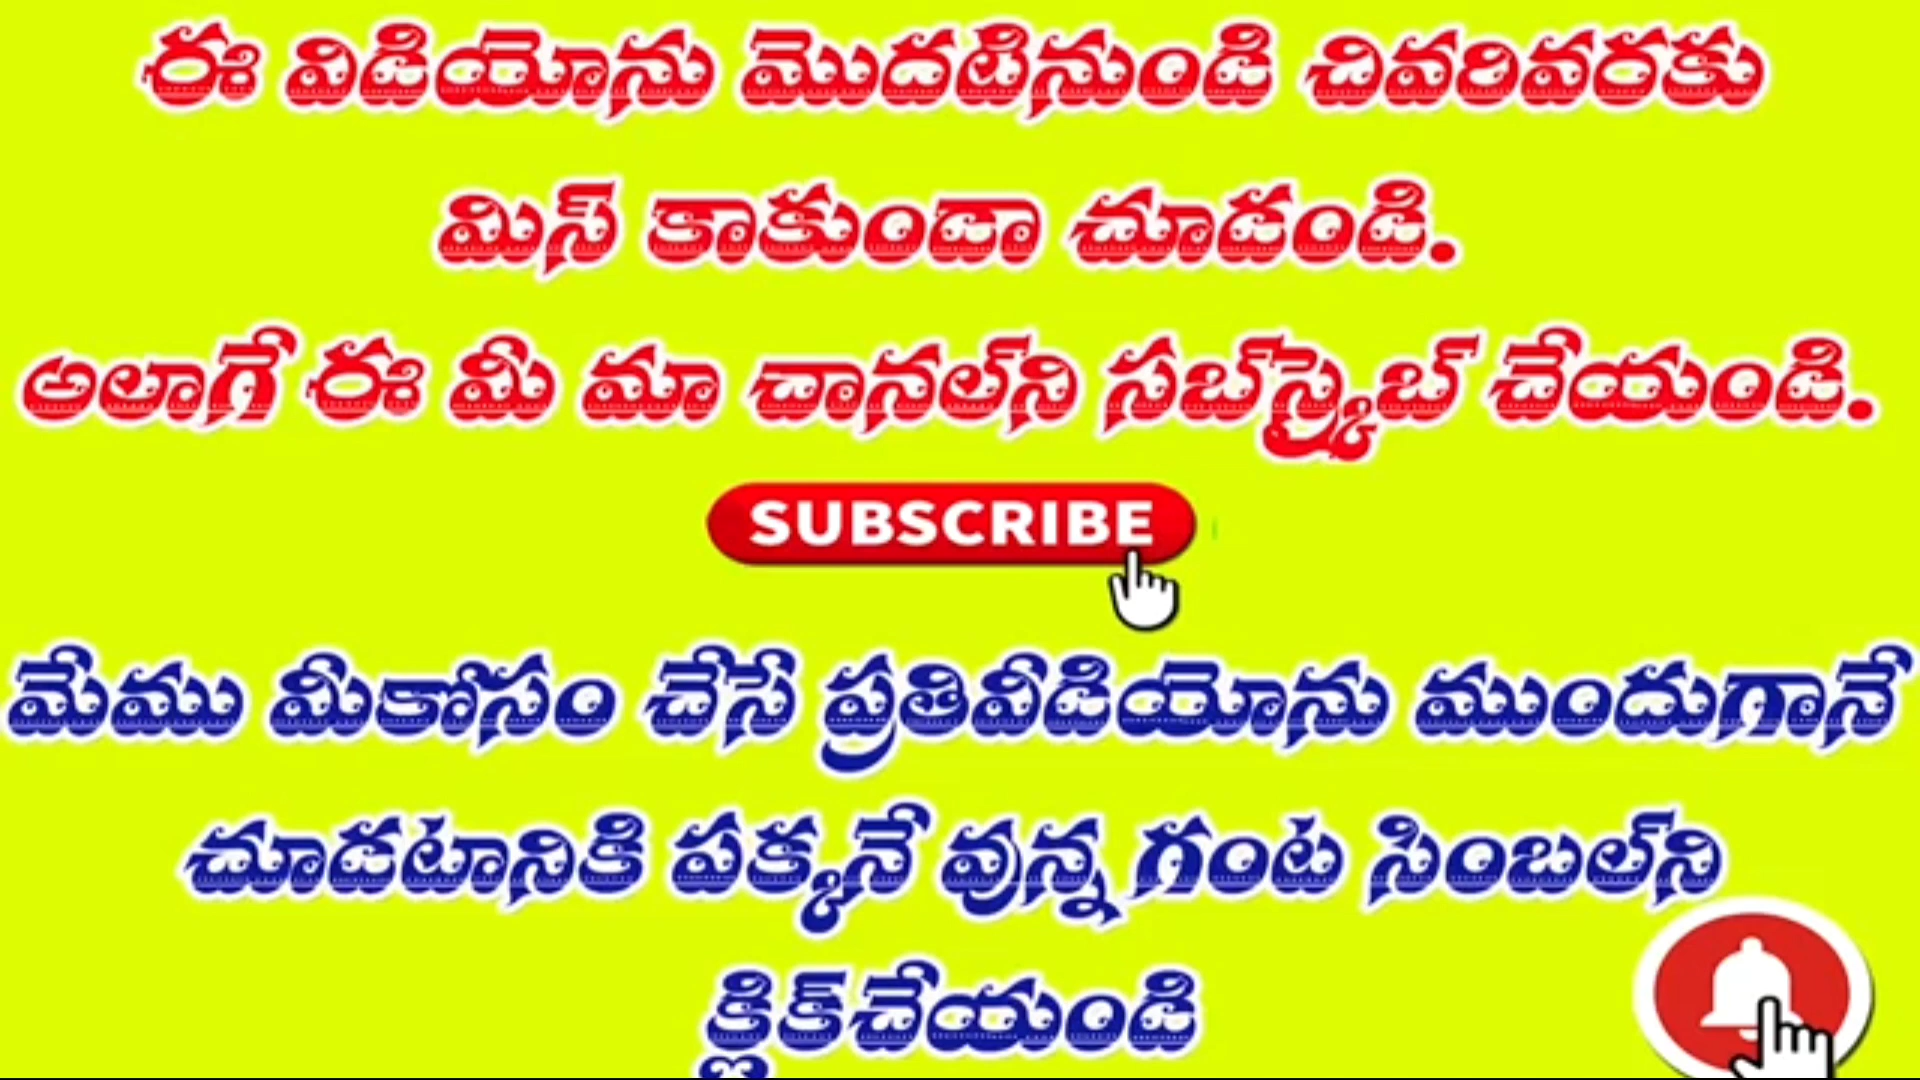 ఈ విడియోను మొదటినుండి చివరివరకు
మిస్ కాకుండా చూడండి.
అలాగే ఈ మీ మా చానల్‌ని సబ్‌స్క్రైబ్ చేయండి.
SUBSCRIBE
మేము మీకోసం చేసే ప్రతివీడియోను ముందుగానే
చూడటానికి పక్కనే వున్న గంట సింబల్‌ని
క్లిక్‌చేయండి